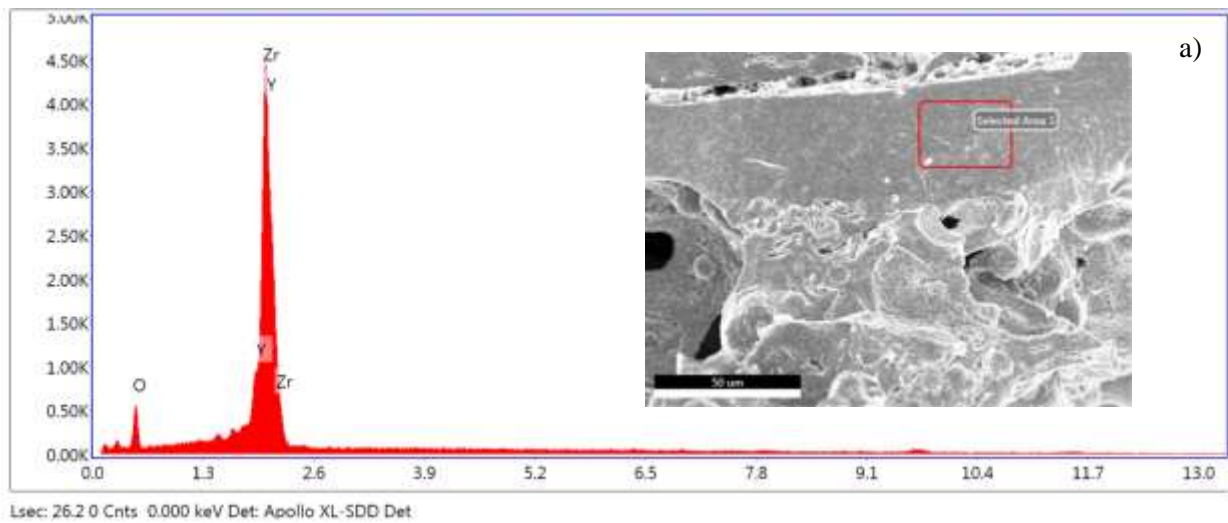 5.00K
4.50K
4.00K
3.50K
3.00K
2.50K
2.00K
1.50K
1.00K
0.50K
0.00K
Zr
Y
Y
Zr
O
a)
Selected Area 1
50 um
0.0 1.3 2.6 3.9 5.2 6.5 7.8 9.1 10.4 11.7 13.0
Lsec: 26.2 0 Cnts 0.000 keV Det: Apollo XL-SDD Det